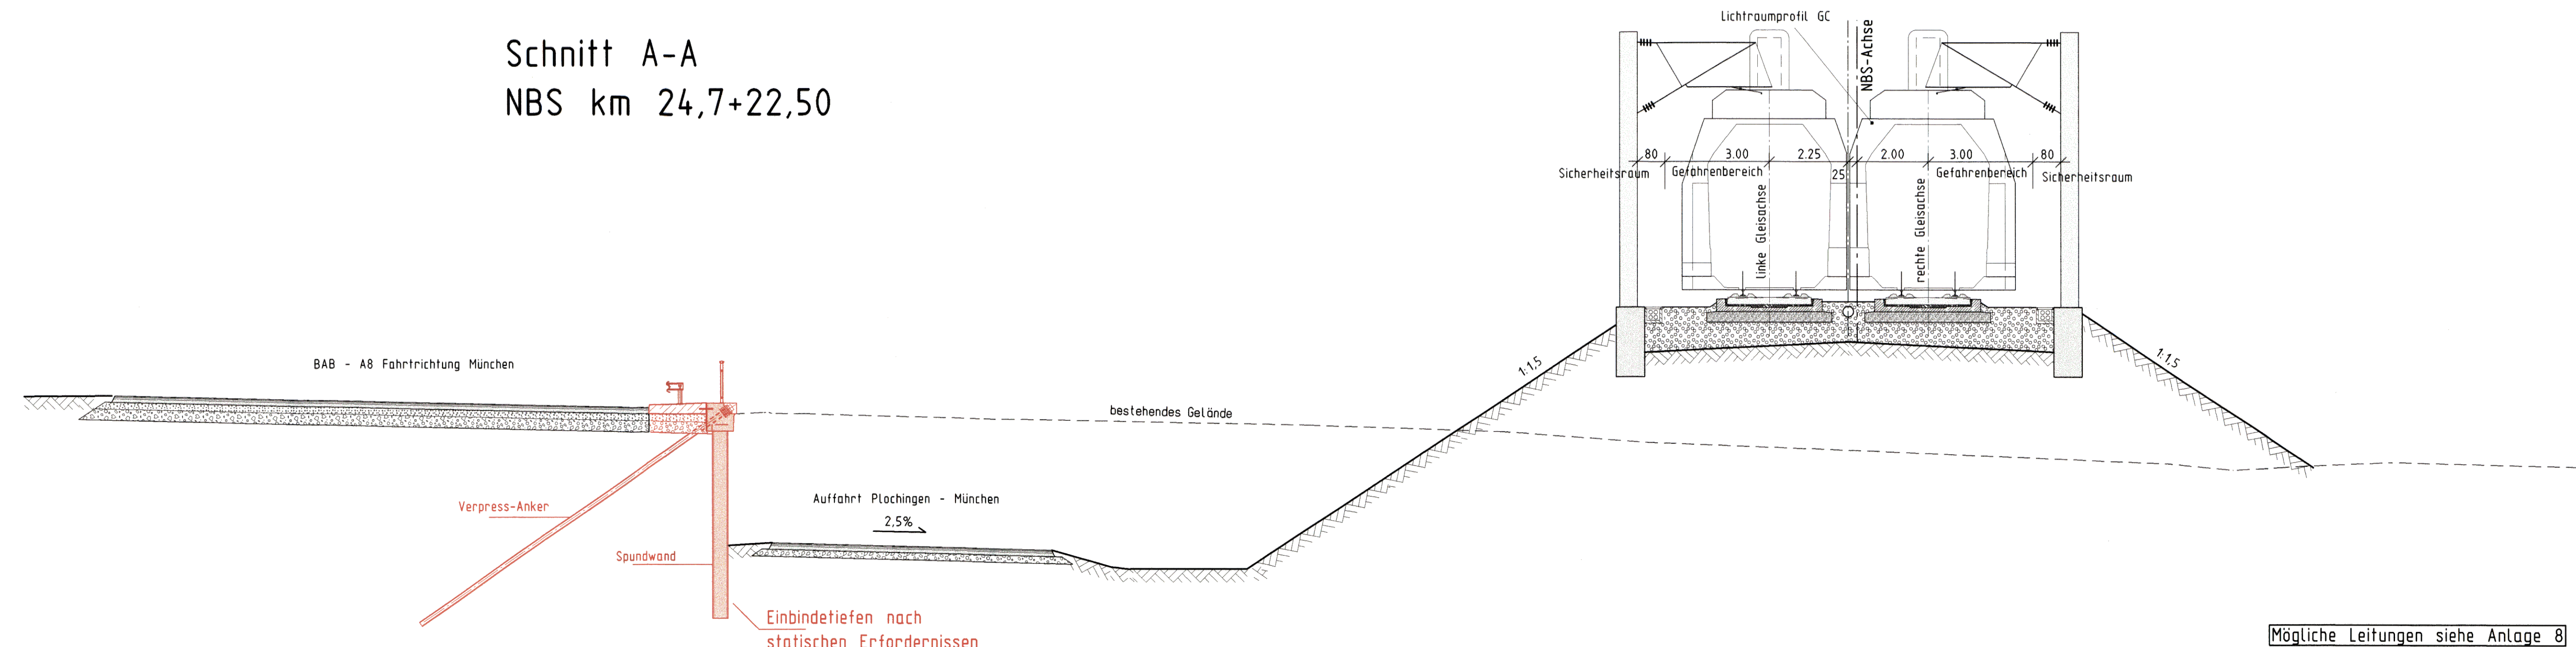 Schnitt A-A
NBS km 24,7+22,50
Lichtraumprofil GC
NBS-Achse
80
3.00
2.25
25
2.00
3.00
80
Sicherheitsraum
Gefahrenbereich
Gefahrenbereich
Sicherheitsraum
linke Gleisachse
rechte Gleisachse
1:1,5
1:1,5
BAB - A8 Fahrtrichtung München
bestehendes Gelände
Verpress-Anker
Auffahrt Plochingen - München
2,5%
Spundwand
Einbindetiefen nach
statischen Erfordernissen
Mögliche Leitungen siehe Anlage 8